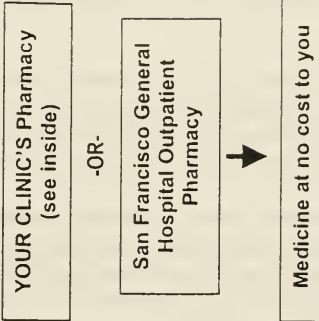 YOUR CLINIC'S Pharmacy
(see inside)
-OR-
San Francisco General
Hospital Outpatient
Pharmacy
Medicine at no cost to you